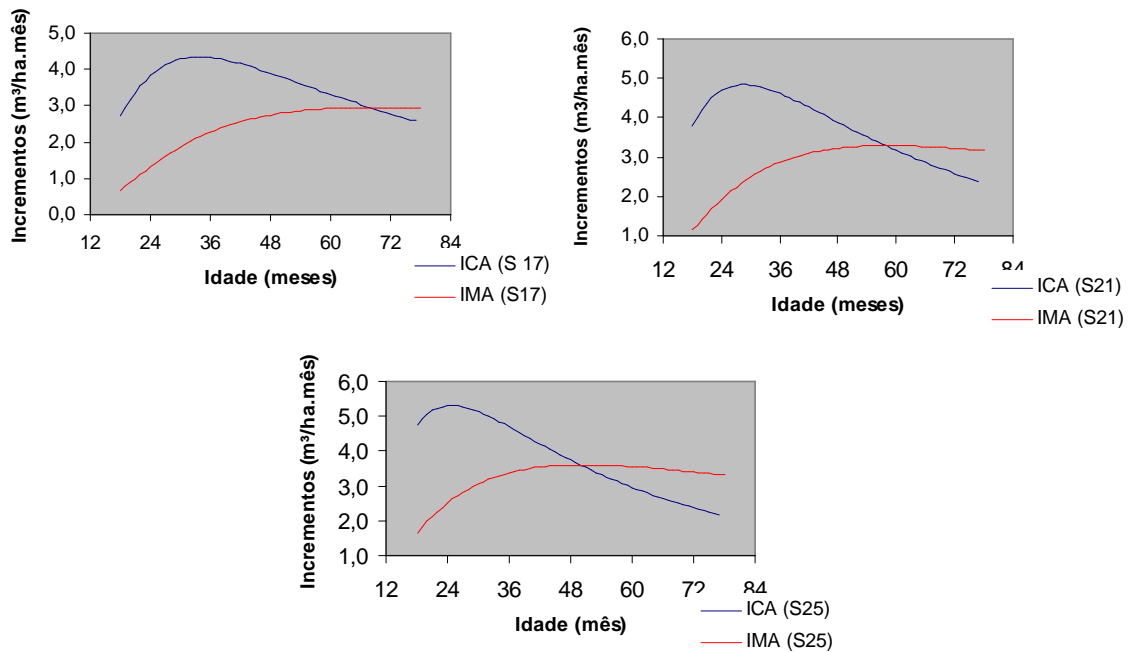 Incrementos (m³/ha.mês)
5,0
4,0
3,0
2,0
1,0
0,0
12 24 36 48 60 72 84
Idade (meses)
ICA (S 17)
IMA (S17)
Incrementos (m3/ha.mês)
6,0
5,0
4,0
3,0
2,0
1,0
12 24 36 48 60 72 84
Idade (meses)
ICA (S21)
IMA (S21)
Incrementos (m³/ha.mês)
6,0
5,0
4,0
3,0
2,0
1,0
12 24 36 48 60 72 84
Idade (mês)
ICA (S25)
IMA (S25)